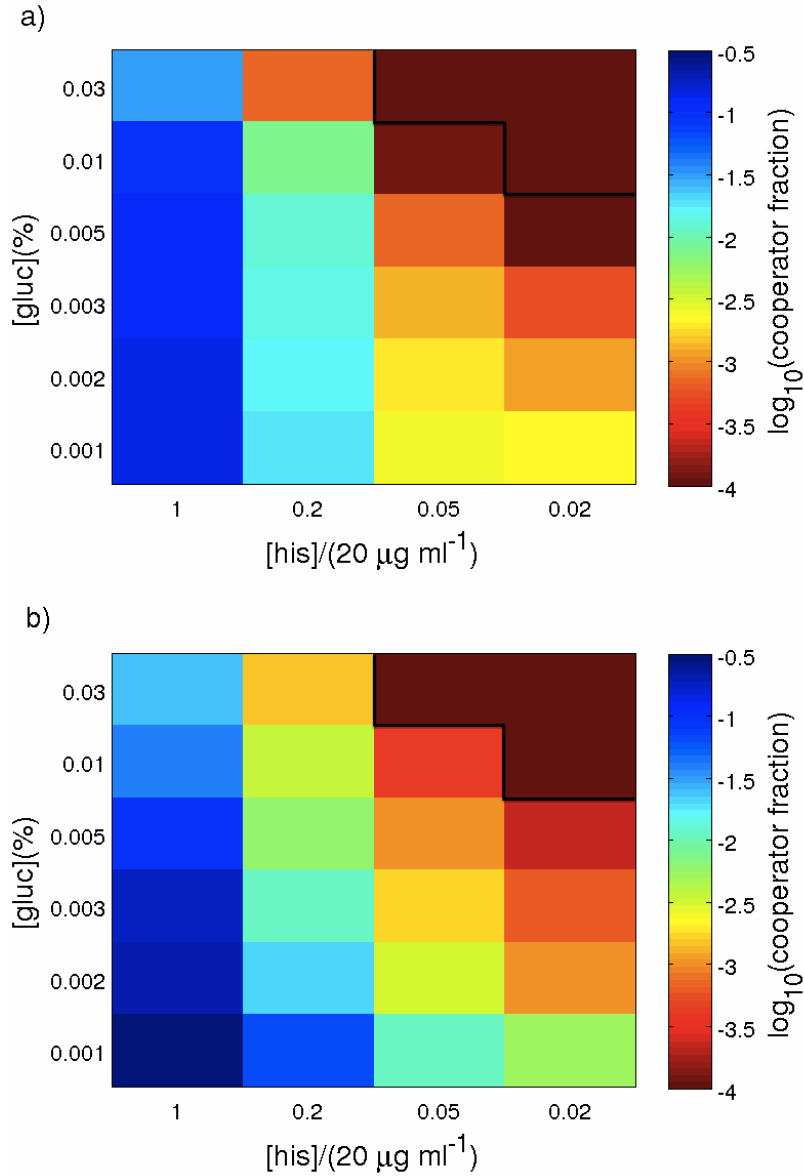 a)
0.03
0.01
0.005
0.003
0.002
0.001
[gluc](%)
1 0.2 0.05 0.02
[his]/(20 μg ml⁻¹)
-0.5
-1
-1.5
-2
-2.5
-3
-3.5
-4
log₁₀(cooperator fraction)
b)
0.03
0.01
0.005
0.003
0.002
0.001
[gluc](%)
1 0.2 0.05 0.02
[his]/(20 μg ml⁻¹)
-0.5
-1
-1.5
-2
-2.5
-3
-3.5
-4
log₁₀(cooperator fraction)